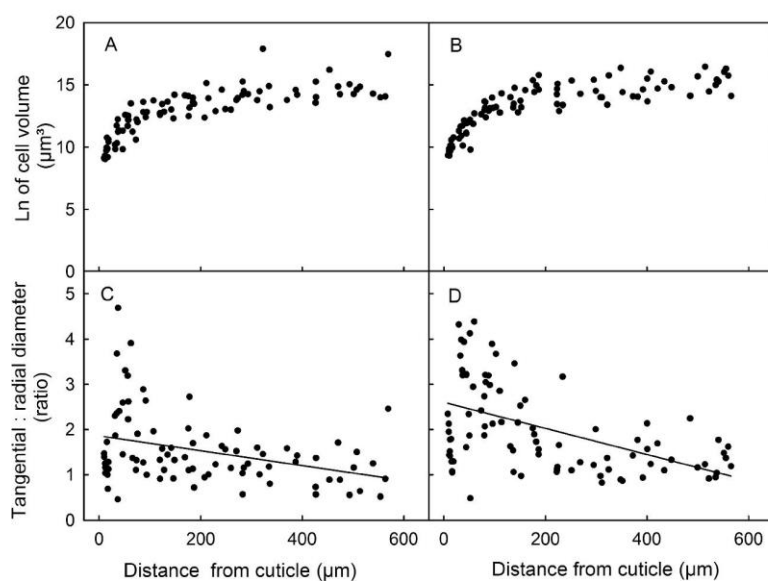 20
15
10
5
0
A
B
Ln of cell volume
(μm³)
5
4
3
2
1
0
C
D
Tangential : radial diameter
(ratio)
0 200 400 600 0 200 400 600
Distance from cuticle (μm) Distance from cuticle (μm)